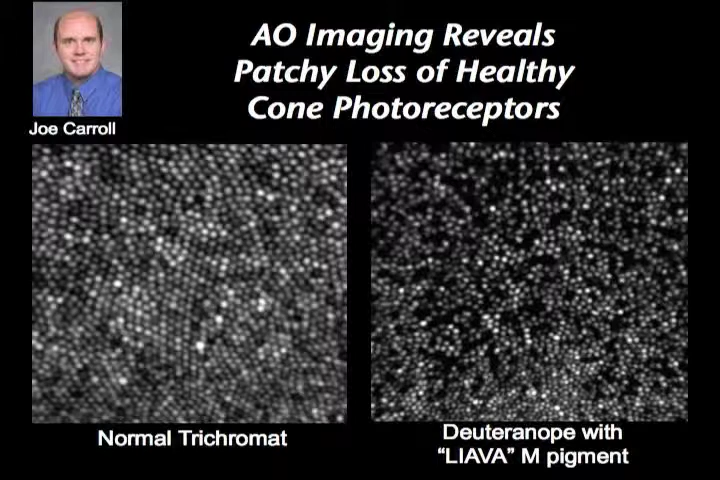 AO Imaging Reveals
Patchy Loss of Healthy
Cone Photoreceptors
Joe Carroll
Normal Trichromat
Deuteranope with
“LIAVA” M pigment